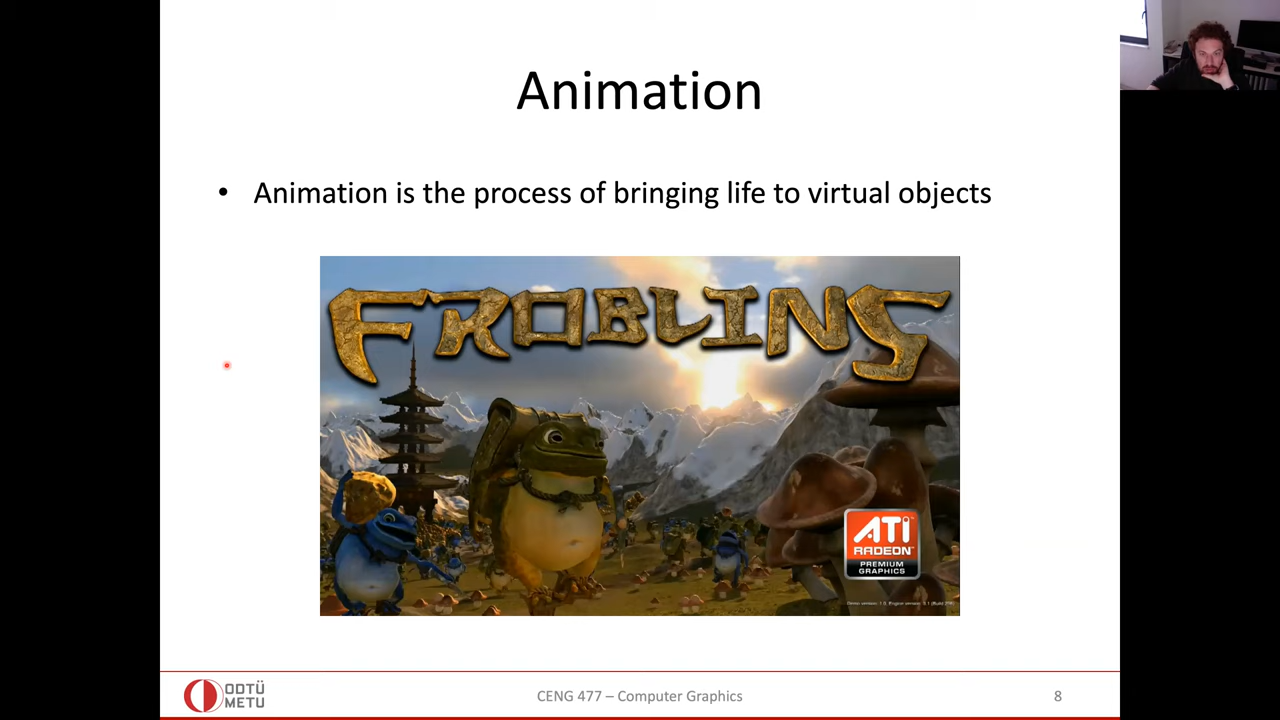 Animation
• Animation is the process of bringing life to virtual objects
FROBLINS
ATI
RADEON™
PREMIUM
GRAPHICS
ODTÜ
METU
CENG 477 – Computer Graphics
8